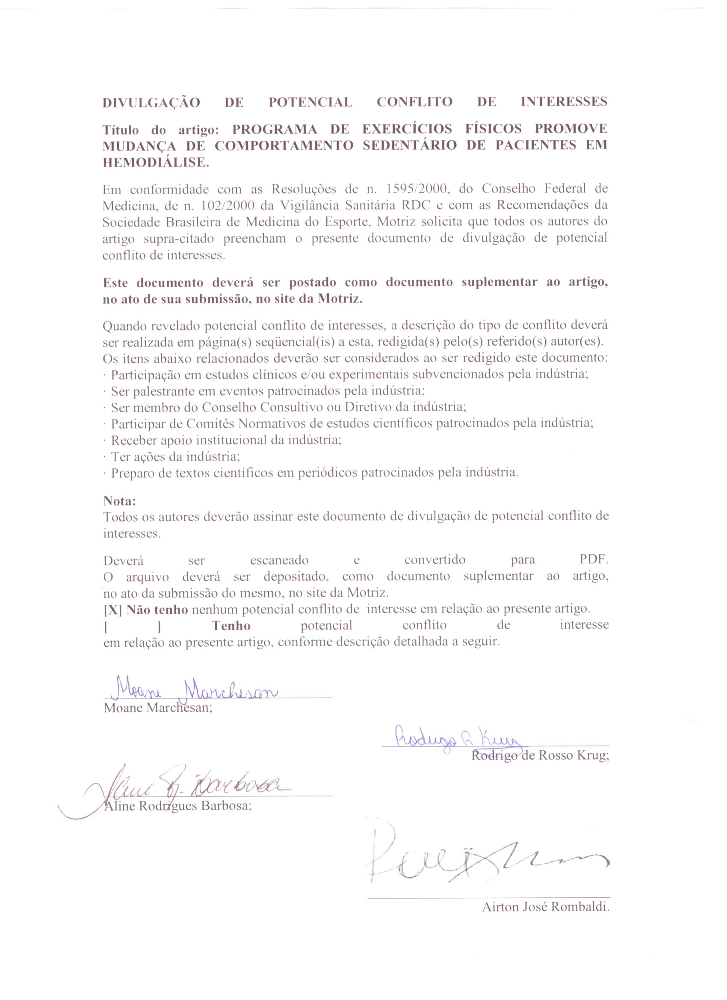 DIVULGAÇÃO DE POTENCIAL CONFLITO DE INTERESSES
Título do artigo: PROGRAMA DE EXERCÍCIOS FÍSICOS PROMOVE
MUDANÇA DE COMPORTAMENTO SEDENTÁRIO DE PACIENTES EM
HEMODIÁLISE.
Em conformidade com as Resoluções de n. 1595/2000, do Conselho Federal de
Medicina, de n. 102/2000 da Vigilância Sanitária RDC e com as Recomendações da
Sociedade Brasileira de Medicina do Esporte, Motriz solicita que todos os autores do
artigo supra-citado preencham o presente documento de divulgação de potencial
conflito de interesses.
Este documento deverá ser postado como documento suplementar ao artigo,
no ato de sua submissão, no site da Motriz.
Quando revelado potencial conflito de interesses, a descrição do tipo de conflito deverá
ser realizada em página(s) seqüencial(is) a esta, redigida(s) pelo(s) referido(s) autor(es).
Os itens abaixo relacionados deverão ser considerados ao ser redigido este documento:
· Participação em estudos clínicos e/ou experimentais subvencionados pela indústria;
· Ser palestrante em eventos patrocinados pela indústria;
· Ser membro do Conselho Consultivo ou Diretivo da indústria;
· Participar de Comitês Normativos de estudos científicos patrocinados pela indústria;
· Receber apoio institucional da indústria;
· Ter ações da indústria;
· Preparo de textos científicos em periódicos patrocinados pela indústria.
Nota:
Todos os autores deverão assinar este documento de divulgação de potencial conflito de
interesses.
Deverá ser escaneado e convertido para PDF.
O arquivo deverá ser depositado, como documento suplementar ao artigo,
no ato da submissão do mesmo, no site da Motriz.
[X] Não tenho nenhum potencial conflito de interesse em relação ao presente artigo.
[ ] Tenho potencial conflito de interesse
em relação ao presente artigo, conforme descrição detalhada a seguir.
Moane Marchesan
Moane Marchesan;
Rodrigo R. Krug
Rodrigo de Rosso Krug;
R. Barbosa
Aline Rodrigues Barbosa;
Airton José Rombaldi.